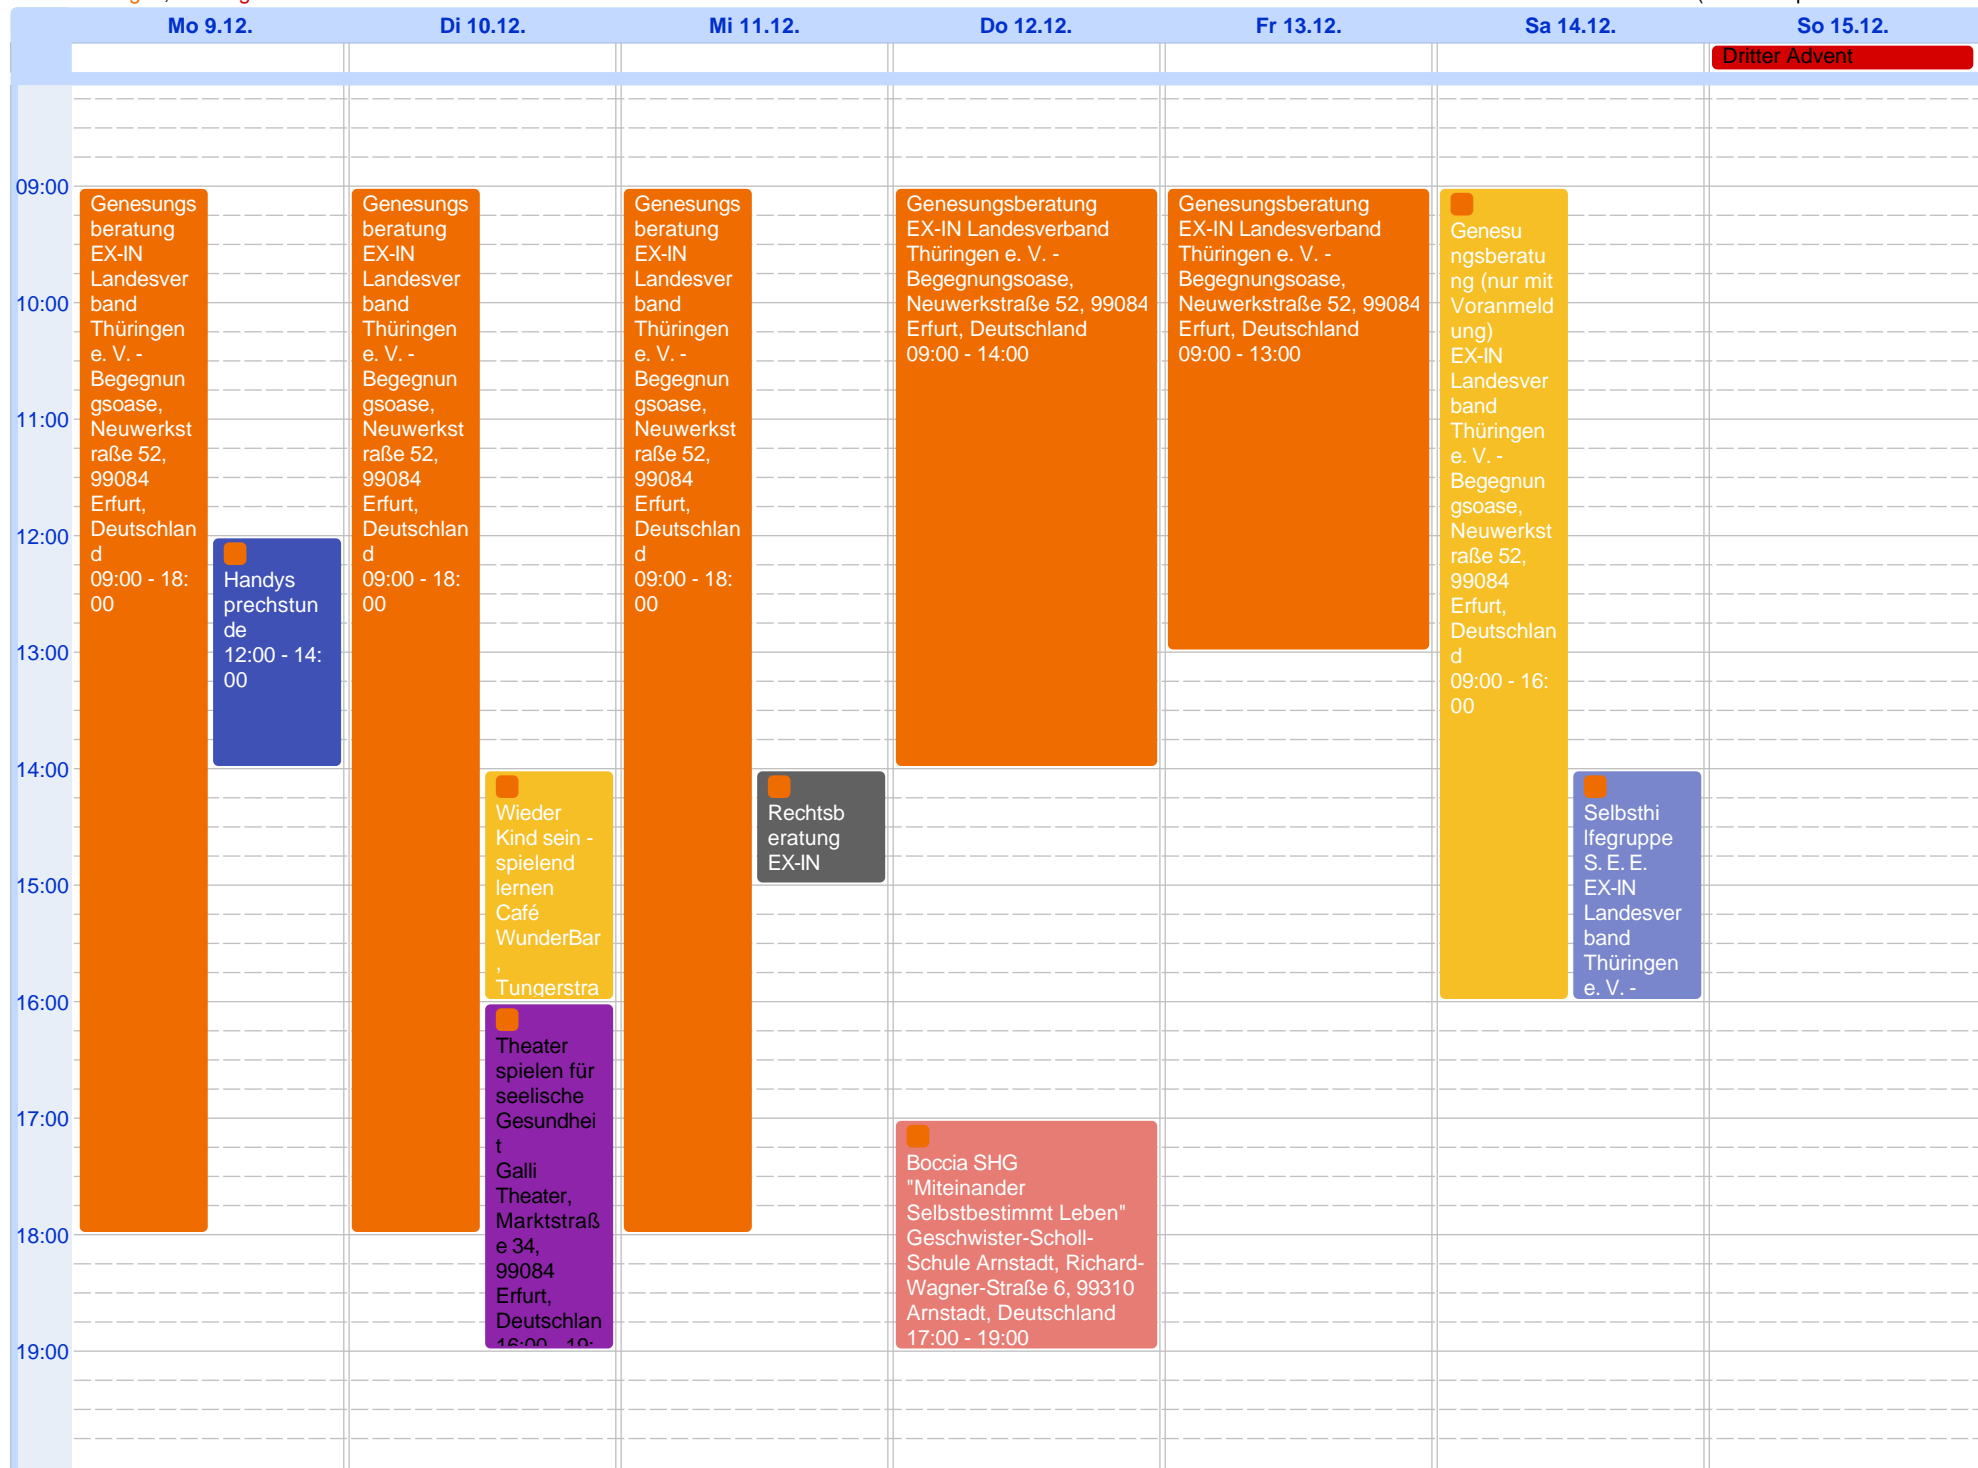 Mo 9.12.
Di 10.12.
Mi 11.12.
Do 12.12.
Fr 13.12.
Sa 14.12.
So 15.12.
Dritter Advent
09:00
10:00
11:00
12:00
13:00
14:00
15:00
16:00
17:00
18:00
19:00
Genesungs
beratung
EX-IN
Landesver
band
Thüringen
e. V. -
Begegnun
gsoase,
Neuwerkst
raße 52,
99084
Erfurt,
Deutschlan
d
09:00 - 18:
00
Handys
prechstun
de
12:00 - 14:
00
Genesungs
beratung
EX-IN
Landesver
band
Thüringen
e. V. -
Begegnun
gsoase,
Neuwerkst
raße 52,
99084
Erfurt,
Deutschlan
d
09:00 - 18:
00
Wieder
Kind sein -
spielend
lernen
Café
WunderBar
,
Tungerstra
Theater
spielen für
seelische
Gesundhei
t
Galli
Theater,
Marktstraß
e 34,
99084
Erfurt,
Deutschlan
16:00 - 19:
Genesungs
beratung
EX-IN
Landesver
band
Thüringen
e. V. -
Begegnun
gsoase,
Neuwerkst
raße 52,
99084
Erfurt,
Deutschlan
d
09:00 - 18:
00
Rechtsb
eratung
EX-IN
Genesungsberatung
EX-IN Landesverband
Thüringen e. V. -
Begegnungsoase,
Neuwerkstraße 52, 99084
Erfurt, Deutschland
09:00 - 14:00
Boccia SHG
"Miteinander
Selbstbestimmt Leben"
Geschwister-Scholl-
Schule Arnstadt, Richard-
Wagner-Straße 6, 99310
Arnstadt, Deutschland
17:00 - 19:00
Genesungsberatung
EX-IN Landesverband
Thüringen e. V. -
Begegnungsoase,
Neuwerkstraße 52, 99084
Erfurt, Deutschland
09:00 - 13:00
Genesu
ngsberatu
ng (nur mit
Voranmeld
ung)
EX-IN
Landesver
band
Thüringen
e. V. -
Begegnun
gsoase,
Neuwerkst
raße 52,
99084
Erfurt,
Deutschlan
d
09:00 - 16:
00
Selbsthi
lfegruppe
S. E. E.
EX-IN
Landesver
band
Thüringen
e. V. -